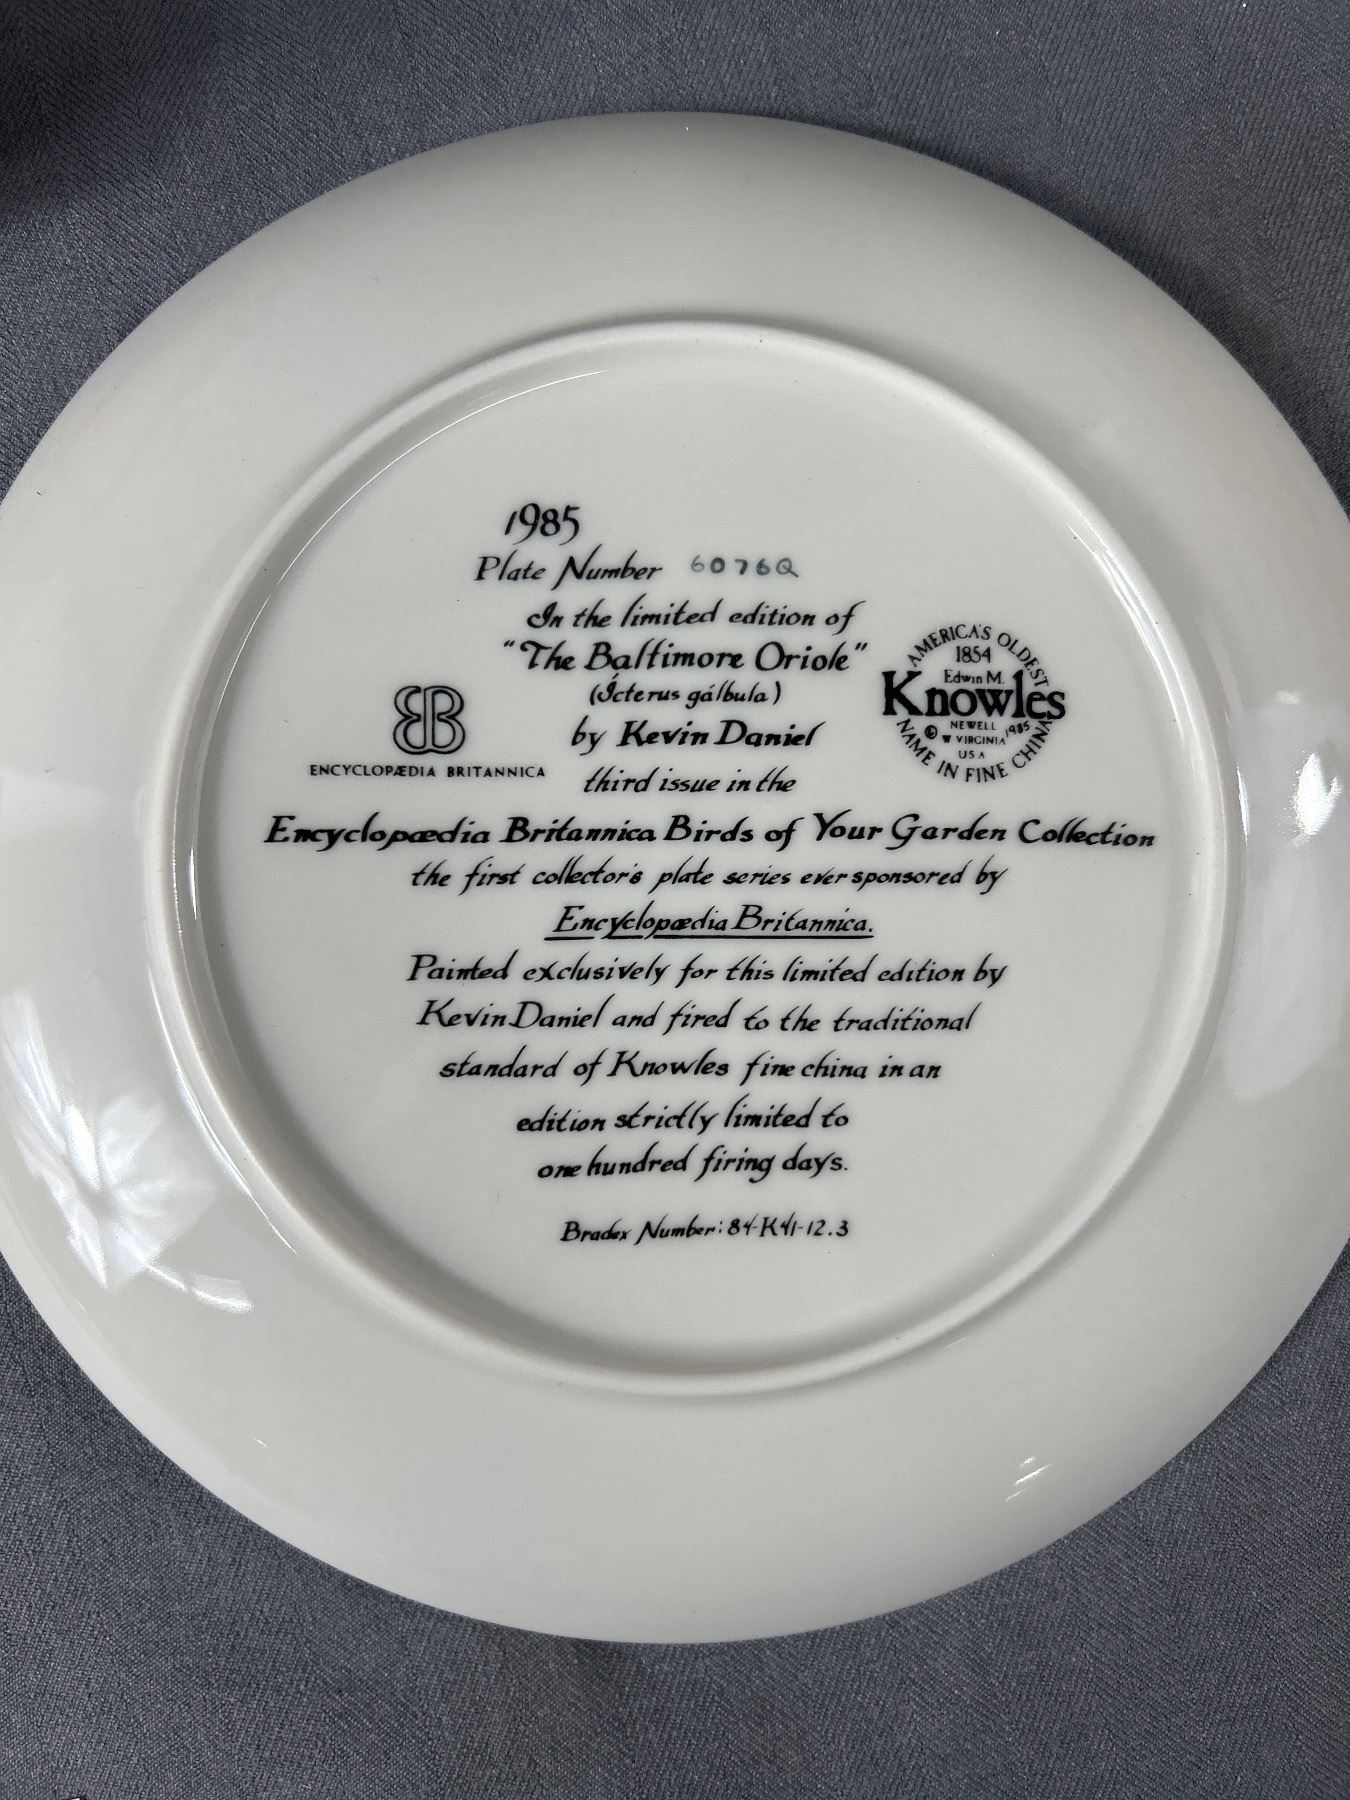 1985
Plate Number 6076Q
In the limited edition of
"The Baltimore Oriole"
(Ícterus gálbula)
by Kevin Daniel
third issue in the
Encyclopædia Britannica Birds of Your Garden Collection
the first collector's plate series ever sponsored by
Encyclopædia Britannica.
Painted exclusively for this limited edition by
Kevin Daniel and fired to the traditional
standard of Knowles fine china in an
edition strictly limited to
one hundred firing days.
Bradex Number: 84-K41-12.3
ENCYCLOPÆDIA BRITANNICA
AMERICA'S OLDEST
1854
Edwin M.
Knowles
NEWELL
© W VIRGINIA 1985
USA
NAME IN FINE CHINA